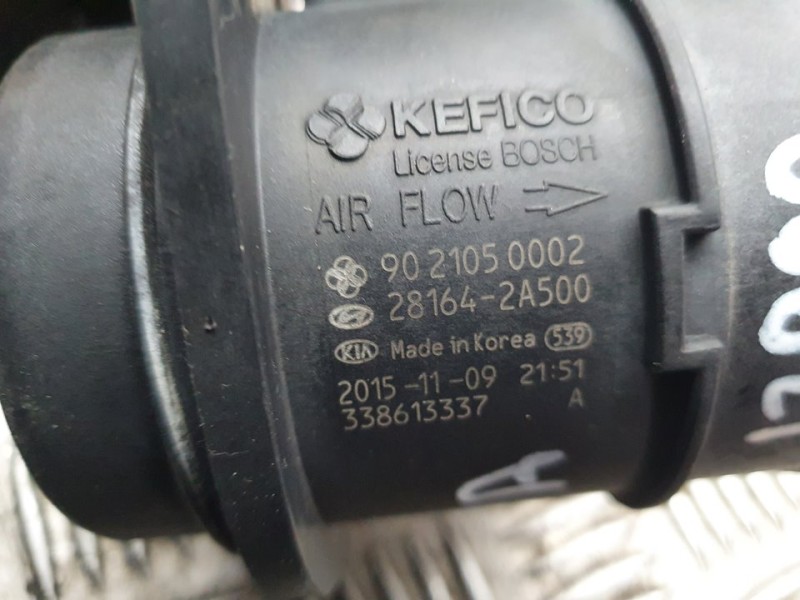 KEFICO
License BOSCH
AIR FLOW
90 2105 0002
28164-2A500
KIA Made in Korea 539
2015-11-09 21:51
338613337 A
A